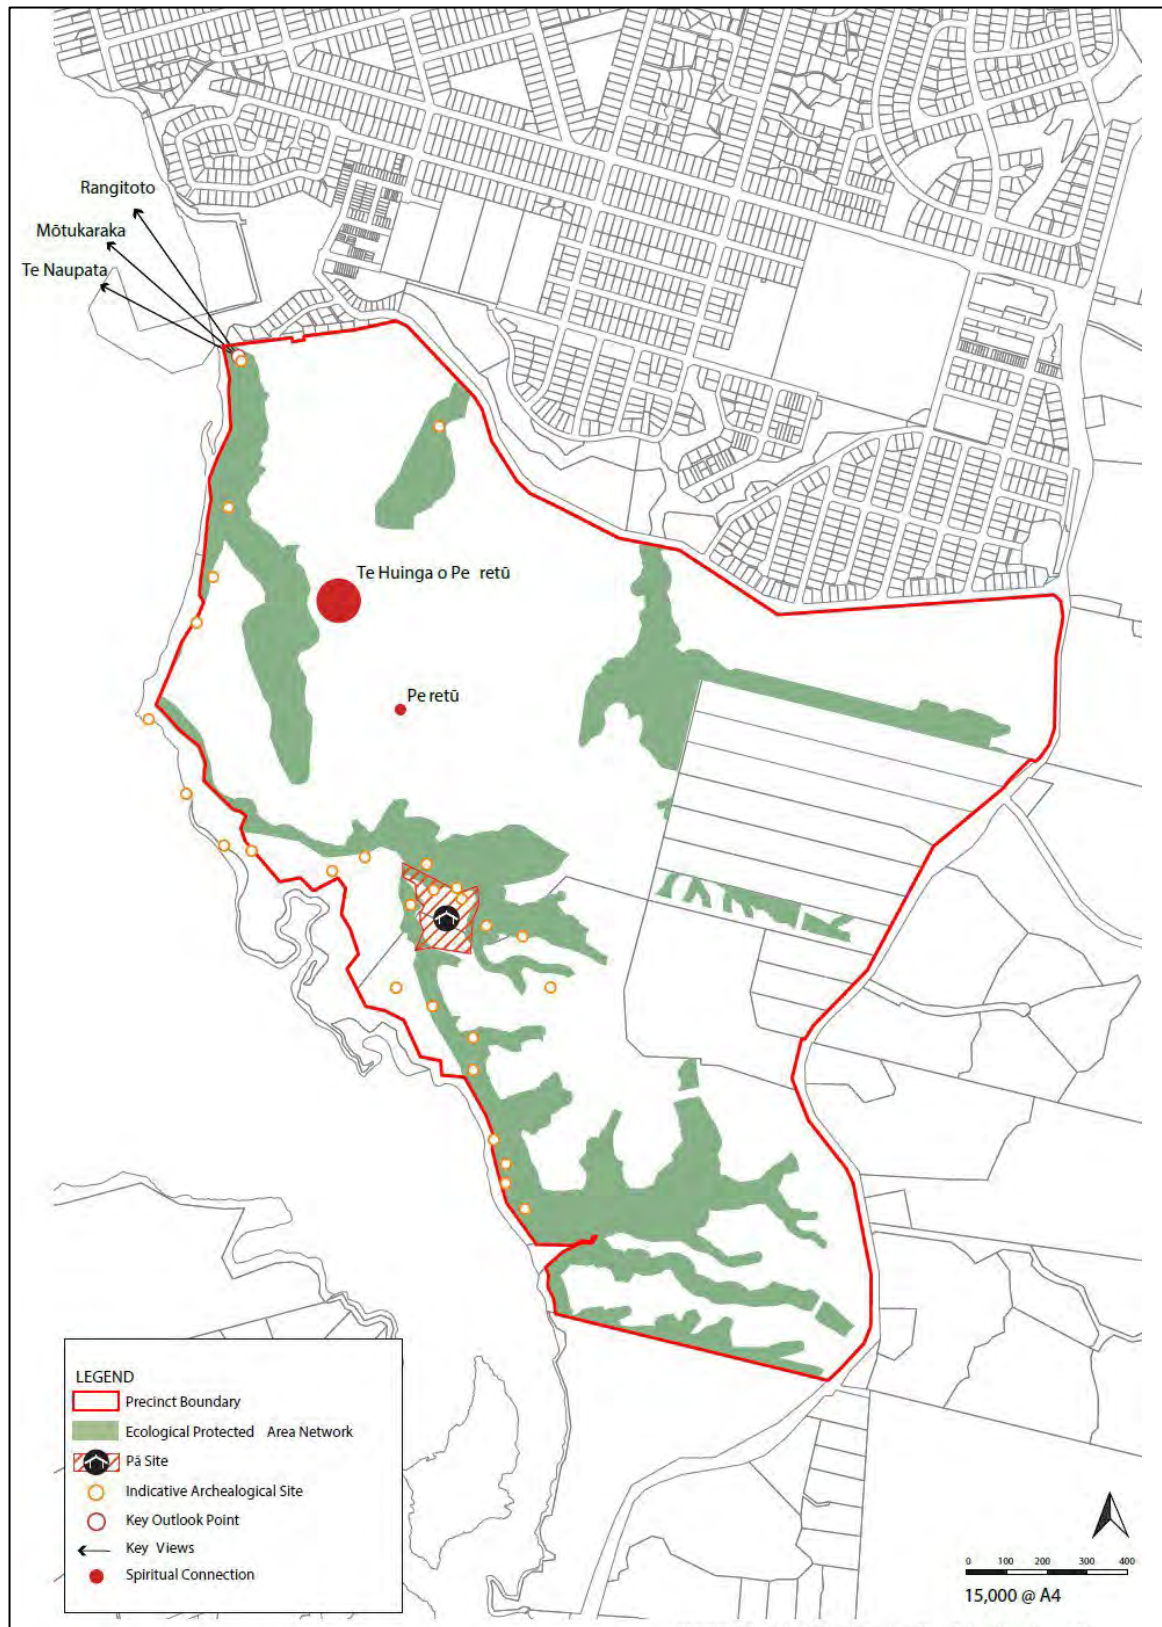 Rangitoto
Mōtukaraka
Te Naupata
Te Huinga o Pe retū
Pe retū
LEGEND
Precinct Boundary
Ecological Protected Area Network
Pā Site
Indicative Archealogical Site
Key Outlook Point
Key Views
Spiritual Connection
0 100 200 300 400
15,000 @ A4